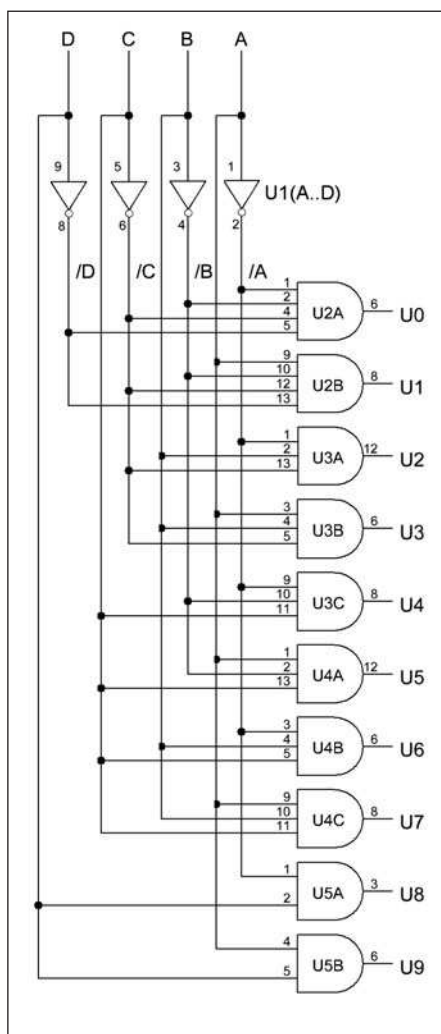 D C B A
9 5 3 1
U1(A..D)
8 6 4 2
/D /C /B /A
1
2
4
5
U2A
6
U0
9
10
12
13
U2B
8
U1
1
2
13
U3A
12
U2
3
4
5
U3B
6
U3
9
10
11
U3C
8
U4
1
2
13
U4A
12
U5
3
4
5
U4B
6
U6
9
10
11
U4C
8
U7
1
2
U5A
3
U8
4
5
U5B
6
U9